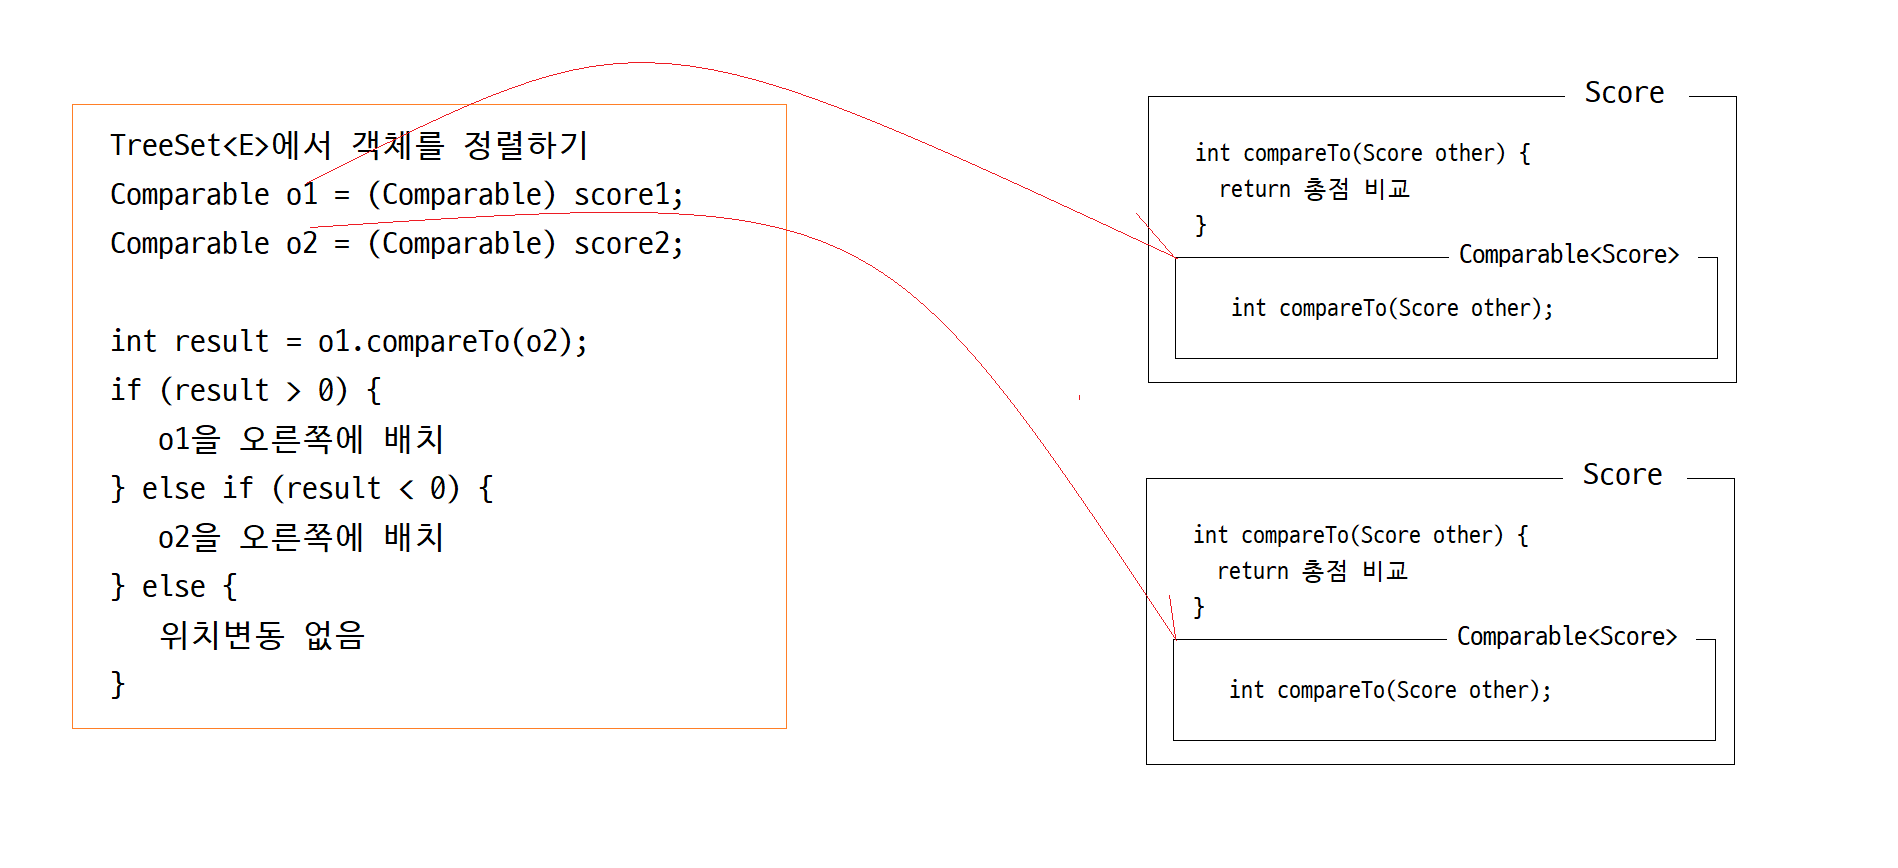 TreeSet<E>에서 객체를 정렬하기
Comparable o1 = (Comparable) score1;
Comparable o2 = (Comparable) score2;
int result = o1.compareTo(o2);
if (result > 0) {
o1을 오른쪽에 배치
} else if (result < 0) {
o2을 오른쪽에 배치
} else {
위치변동 없음
}
Score
int compareTo(Score other) {
return 총점 비교
}
Comparable<Score>
int compareTo(Score other);
Score
int compareTo(Score other) {
return 총점 비교
}
Comparable<Score>
int compareTo(Score other);